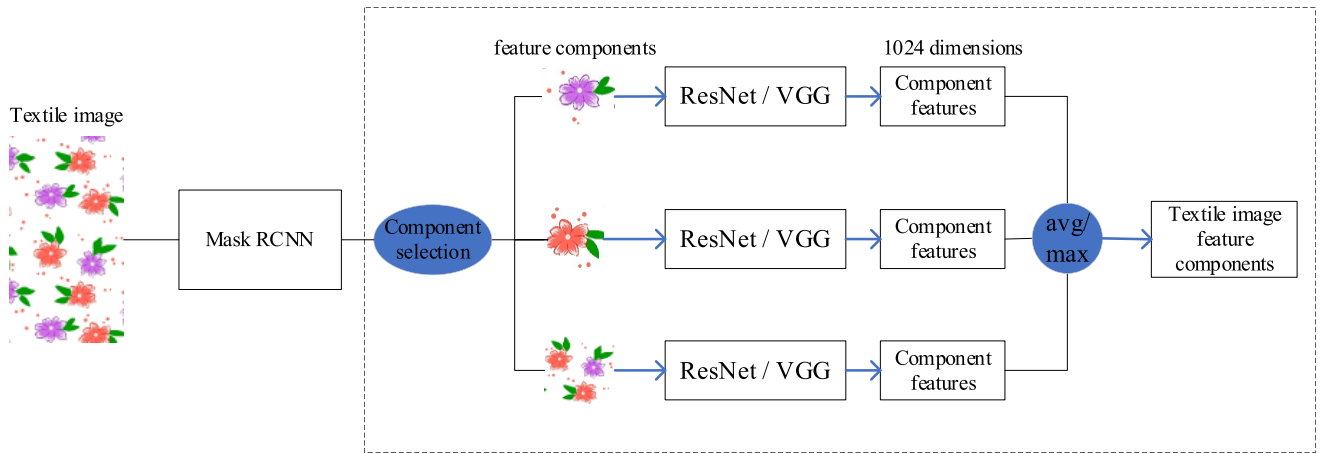 Textile image
Mask RCNN
Component
selection
feature components
1024 dimensions
ResNet / VGG
Component
features
ResNet / VGG
Component
features
ResNet / VGG
Component
features
avg/
max
Textile image
feature
components